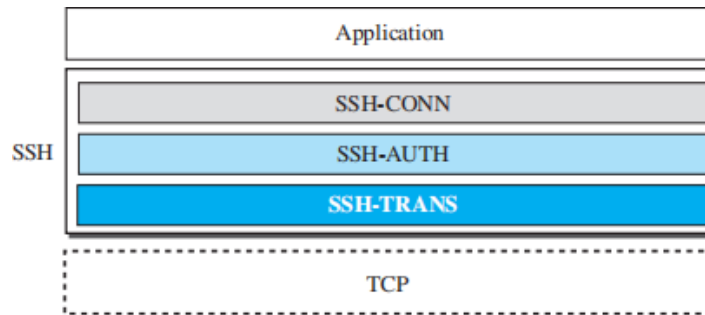 Application
SSH-CONN
SSH
SSH-AUTH
SSH-TRANS
TCP